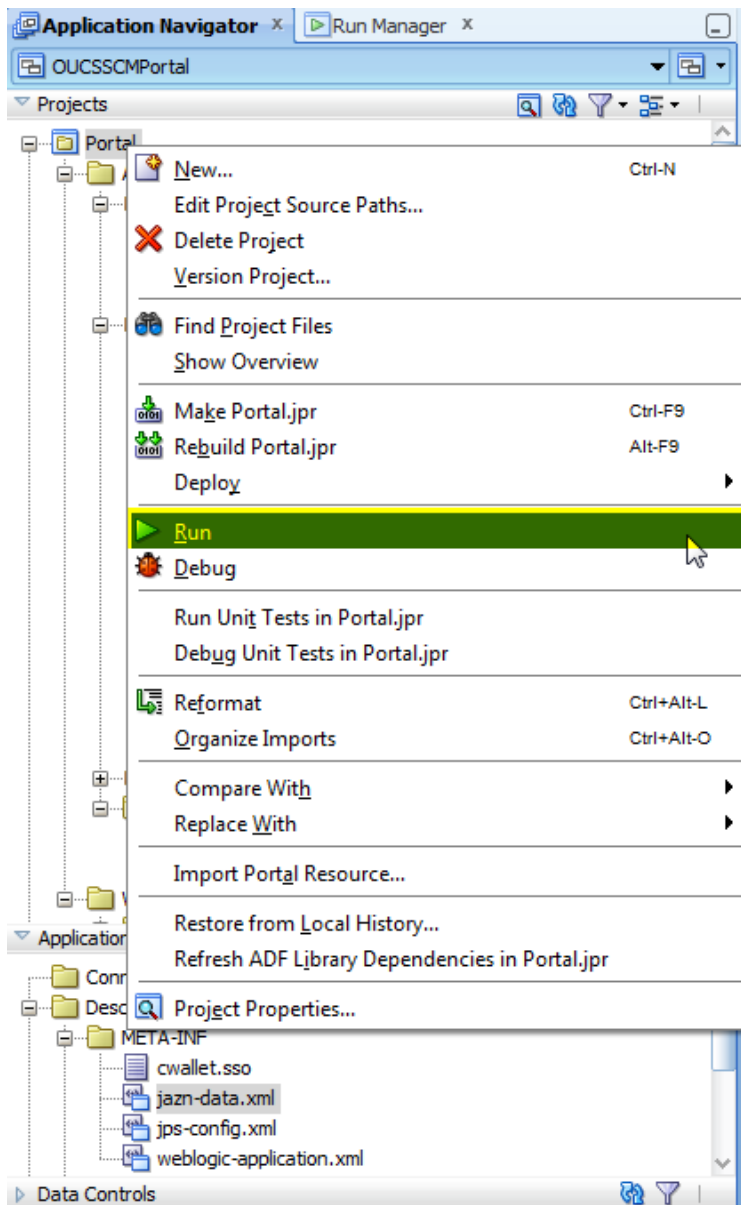 Application Navigator x Run Manager x
OUCSSCMPortal
Projects
Portal
New... Ctrl-N
Edit Project Source Paths...
Delete Project
Version Project...
Find Project Files
Show Overview
Make Portal.jpr Ctrl-F9
Rebuild Portal.jpr Alt-F9
Deploy
Run
Debug
Run Unit Tests in Portal.jpr
Debug Unit Tests in Portal.jpr
Reformat Ctrl+Alt-L
Organize Imports Ctrl+Alt-O
Compare With
Replace With
Import Portal Resource...
Restore from Local History...
Application
Refresh ADF Library Dependencies in Portal.jpr
Conn
Desc Project Properties...
META-INF
cwallet.sso
jazn-data.xml
jps-config.xml
weblogic-application.xml
Data Controls